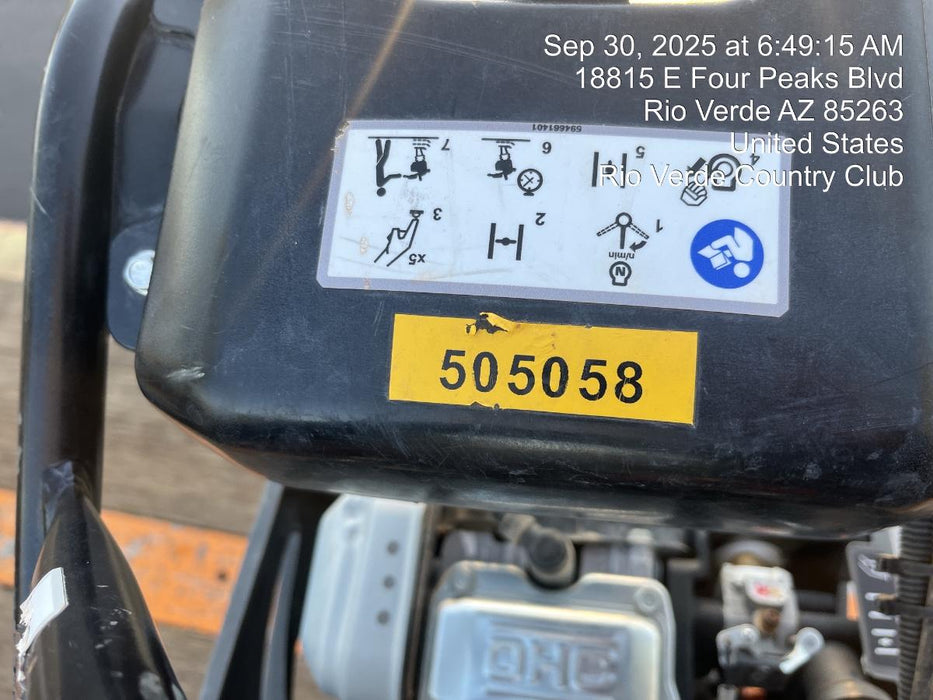 Sep 30, 2025 at 6:49:15 AM
18815 E Four Peaks Blvd
Rio Verde AZ 85263
United States
Rio Verde Country Club
594661401
1
n/min
N
2
3
x5
4
5
6
7
505058
OHC